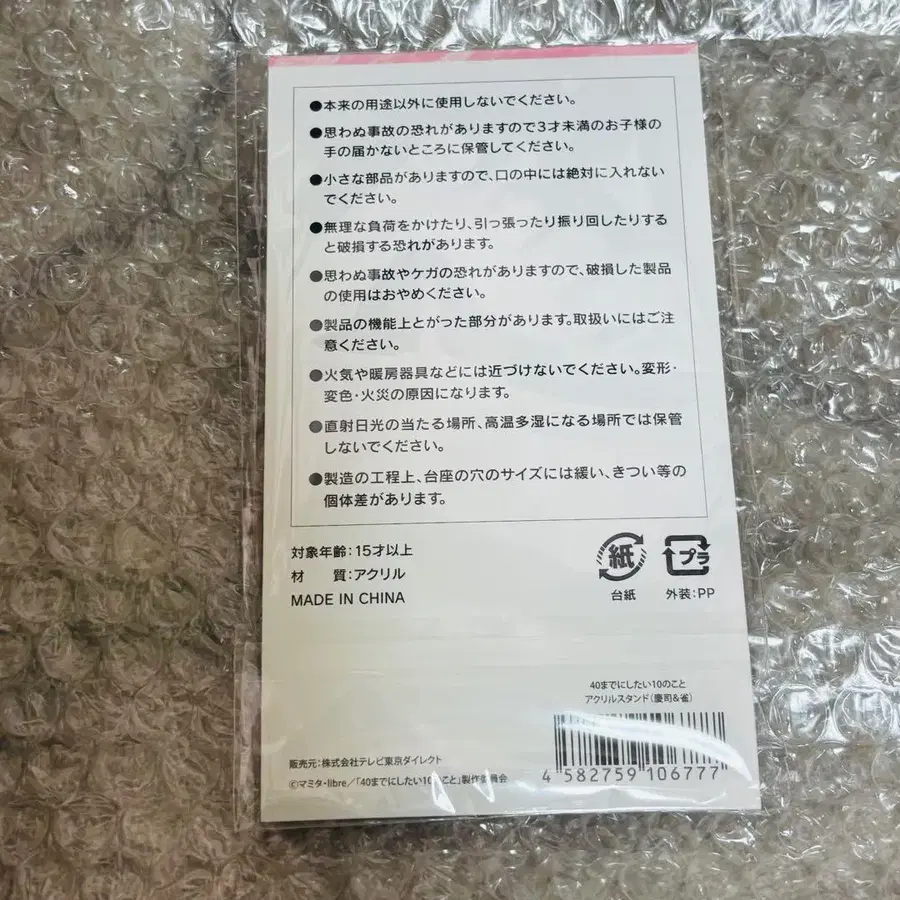 ●本来の用途以外に使用しないでください。
●思わぬ事故の恐れがありますので3才未満のお子様の
手の届かないところに保管してください。
●小さな部品がありますので、口の中には絶対に入れない
でください。
●無理な負荷をかけたり、引っ張ったり振り回したりする
と破損する恐れがあります。
●思わぬ事故やケガの恐れがありますので、破損した製品
の使用はおやめください。
●製品の機能上とがった部分があります。取扱いにはご注
意ください。
●火気や暖房器具などには近づけないでください。変形・
変色・火災の原因になります。
●直射日光の当たる場所、高温多湿になる場所では保管
しないでください。
●製造の工程上、台座の穴のサイズには緩い、きつい等の
個体差があります。
対象年齢：15才以上
材　質：アクリル
MADE IN CHINA
紙
台紙
プラ
外装：PP
40までにしたい10のこと
アクリルスタンド（慶司&雀）
4 582759 106777
販売元：株式会社テレビ東京ダイレクト
©マミタ・libre／「40までにしたい10のこと」製作委員会